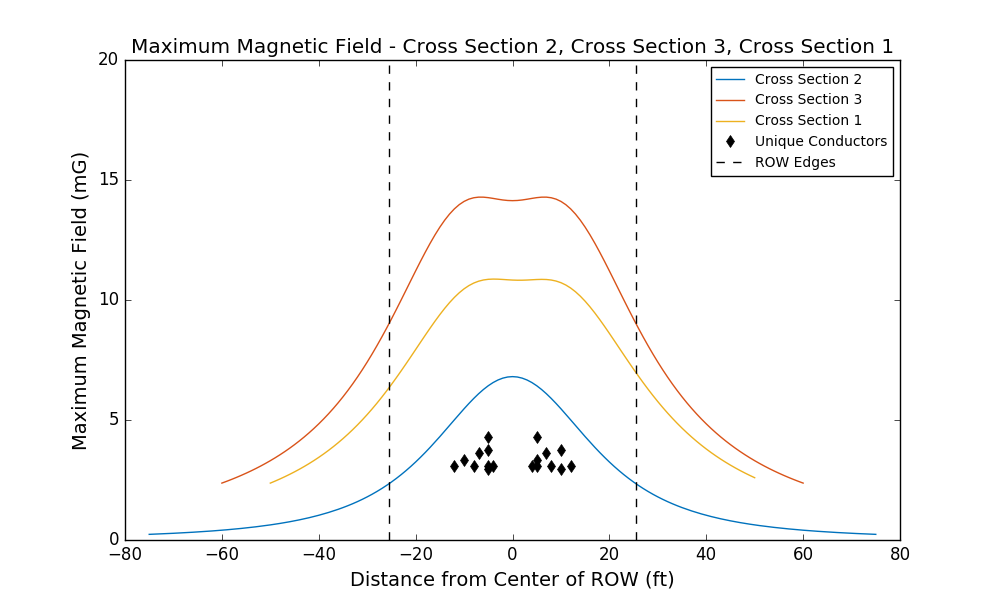 Maximum Magnetic Field - Cross Section 2, Cross Section 3, Cross Section 1
Maximum Magnetic Field (mG)
20
15
10
5
0
Cross Section 2
Cross Section 3
Cross Section 1
Unique Conductors
ROW Edges
−80 −60 −40 −20 0 20 40 60 80
Distance from Center of ROW (ft)